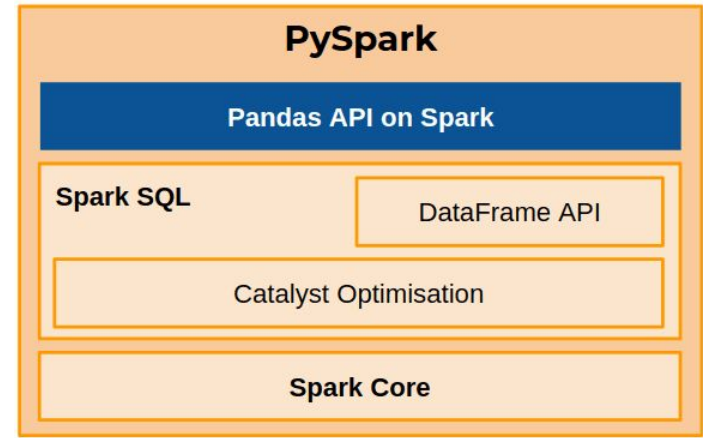 PySpark
Pandas API on Spark
Spark SQL
DataFrame API
Catalyst Optimisation
Spark Core